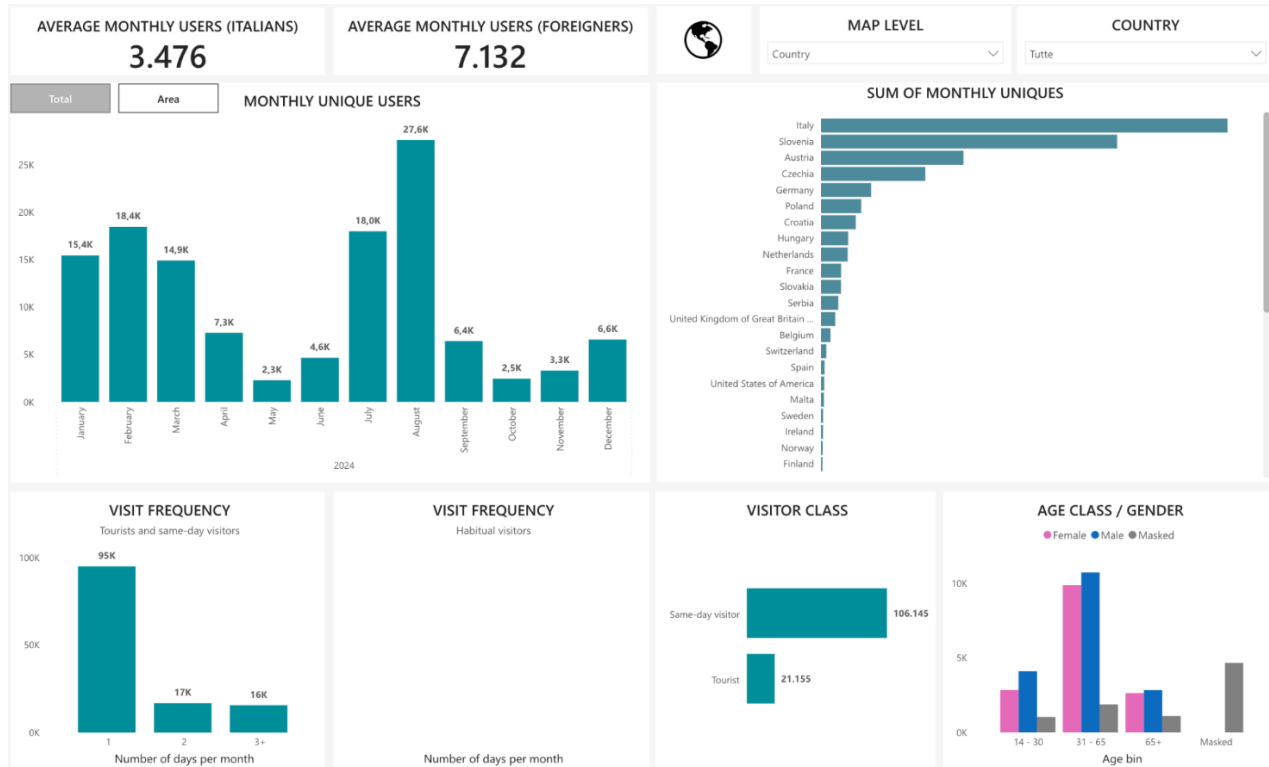 AVERAGE MONTHLY USERS (ITALIANS)
3.476
AVERAGE MONTHLY USERS (FOREIGNERS)
7.132
MAP LEVEL
Country
COUNTRY
Tutte
Total
Area
MONTHLY UNIQUE USERS
25K
20K
15K
10K
5K
0K
15,4K
18,4K
14,9K
7,3K
2,3K
4,6K
18,0K
27,6K
6,4K
2,5K
3,3K
6,6K
January
February
March
April
May
June
July
August
September
October
November
December
2024
SUM OF MONTHLY UNIQUES
Italy
Slovenia
Austria
Czechia
Germany
Poland
Croatia
Hungary
Netherlands
France
Slovakia
Serbia
United Kingdom of Great Britain ...
Belgium
Switzerland
Spain
United States of America
Malta
Sweden
Ireland
Norway
Finland
VISIT FREQUENCY
Tourists and same-day visitors
100K
50K
0K
95K
17K
16K
1
2
3+
Number of days per month
VISIT FREQUENCY
Habitual visitors
Number of days per month
VISITOR CLASS
Same-day visitor
106.145
Tourist
21.155
AGE CLASS / GENDER
Female Male Masked
10K
5K
0K
14 - 30
31 - 65
65+
Masked
Age bin